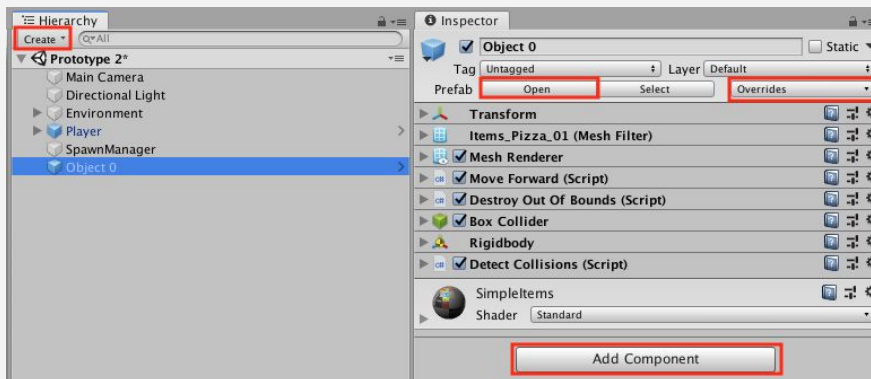 Hierarchy
Create
All
Prototype 2*
Main Camera
Directional Light
Environment
Player
SpawnManager
Object 0
Inspector
Object 0 Static
Tag Untagged Layer Default
Prefab Open Select Overrides
Transform
Items_Pizza_01 (Mesh Filter)
Mesh Renderer
Move Forward (Script)
Destroy Out Of Bounds (Script)
Box Collider
Rigidbody
Detect Collisions (Script)
SimpleItems
Shader Standard
Add Component